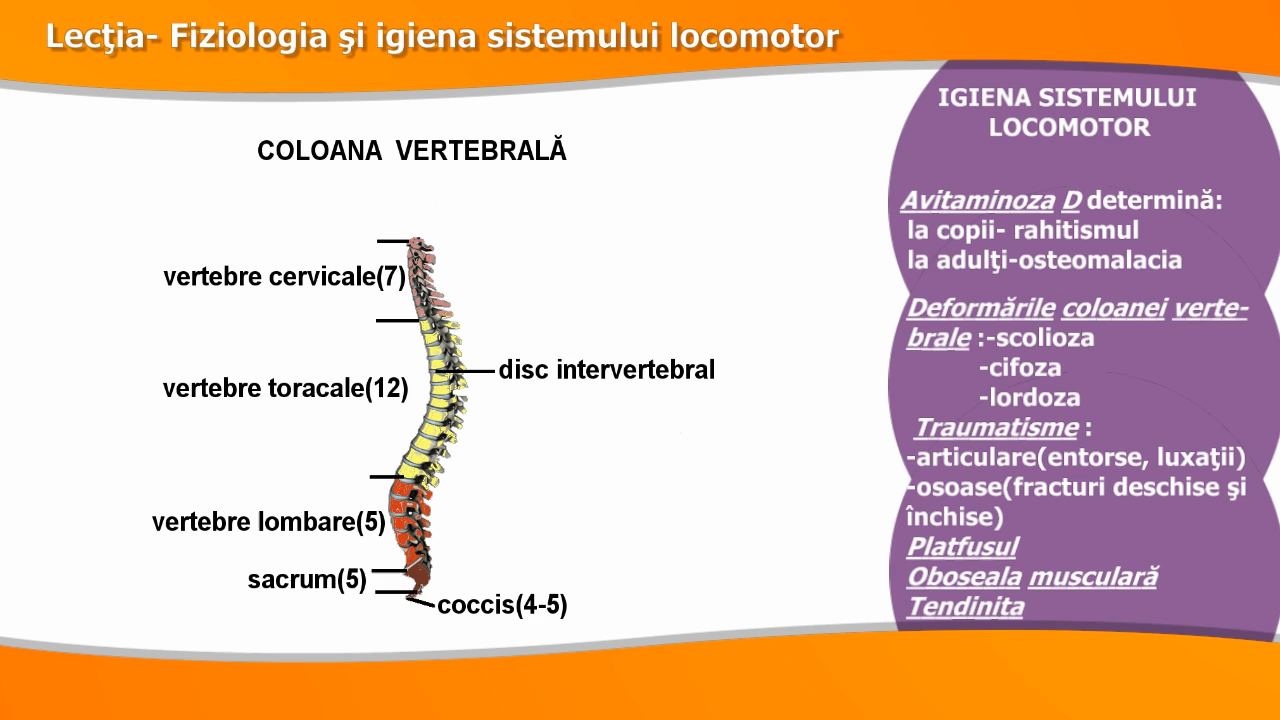 Lecţia- Fiziologia şi igiena sistemului locomotor
COLOANA VERTEBRALĂ
vertebre cervicale(7)
disc intervertebral
vertebre toracale(12)
vertebre lombare(5)
sacrum(5)
coccis(4-5)
IGIENA SISTEMULUI
LOCOMOTOR
Avitaminoza D determină:
la copii- rahitismul
la adulţi-osteomalacia
Deformările coloanei verte-
brale :-scolioza
-cifoza
-lordoza
Traumatisme :
-articulare(entorse, luxaţii)
-osoase(fracturi deschise şi
închise)
Platfusul
Oboseala musculară
Tendinita